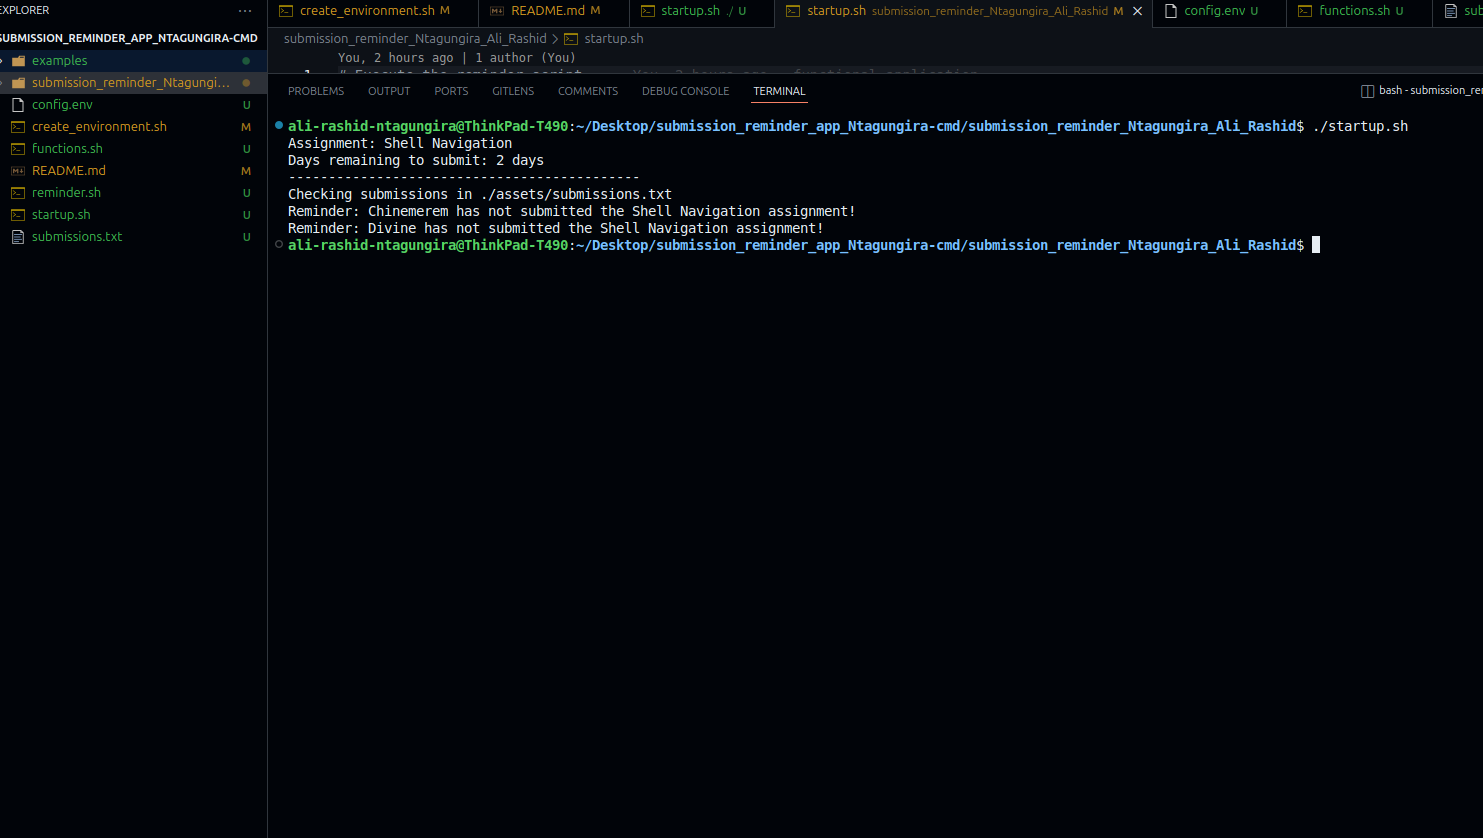 EXPLORER ···
create_environment.sh M README.md M startup.sh ./ U startup.sh submission_reminder_Ntagungira_Ali_Rashid M config.env U functions.sh U
SUBMISSION_REMINDER_APP_NTAGUNGIRA-CMD
examples
submission_reminder_Ntagungi...
config.env U
create_environment.sh M
functions.sh U
README.md M
reminder.sh U
startup.sh U
submissions.txt U
submission_reminder_Ntagungira_Ali_Rashid > startup.sh
You, 2 hours ago | 1 author (You)
PROBLEMS OUTPUT PORTS GITLENS COMMENTS DEBUG CONSOLE TERMINAL bash - submission_re
ali-rashid-ntagungira@ThinkPad-T490:~/Desktop/submission_reminder_app_Ntagungira-cmd/submission_reminder_Ntagungira_Ali_Rashid$ ./startup.sh
Assignment: Shell Navigation
Days remaining to submit: 2 days
--------------------------------------------
Checking submissions in ./assets/submissions.txt
Reminder: Chinemerem has not submitted the Shell Navigation assignment!
Reminder: Divine has not submitted the Shell Navigation assignment!
ali-rashid-ntagungira@ThinkPad-T490:~/Desktop/submission_reminder_app_Ntagungira-cmd/submission_reminder_Ntagungira_Ali_Rashid$